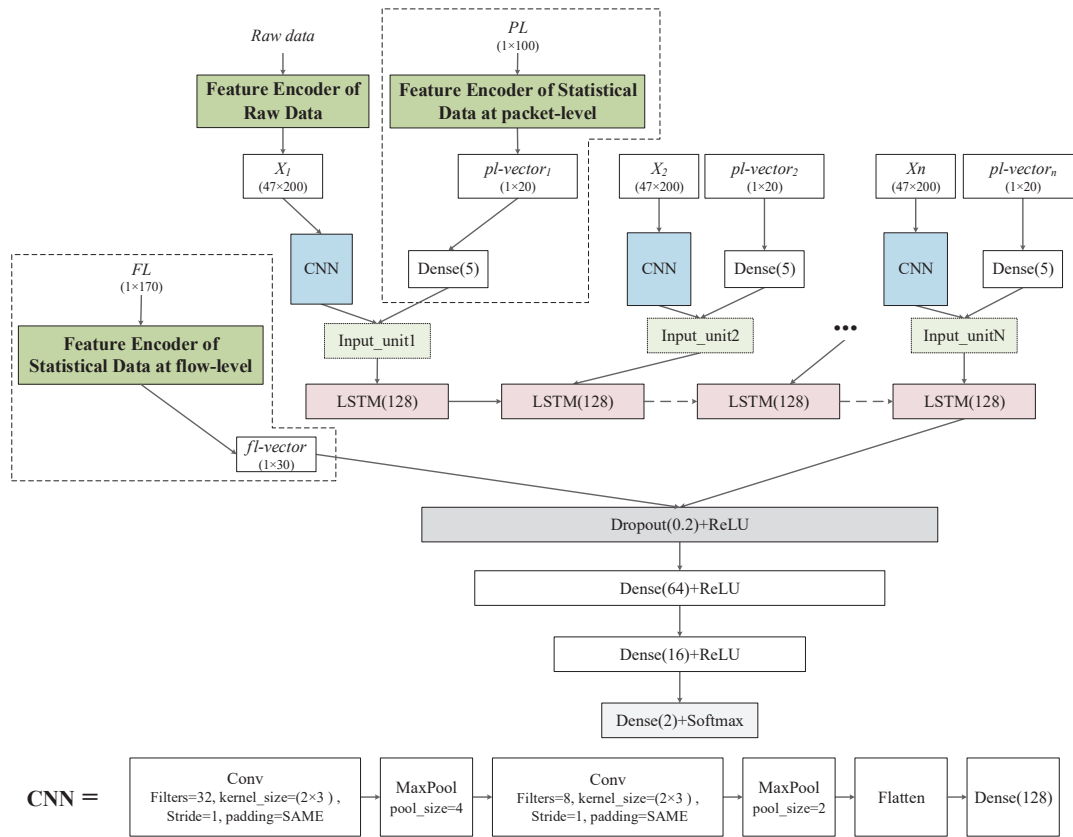 Raw data
PL
(1×100)
Feature Encoder of
Raw Data
Feature Encoder of Statistical
Data at packet-level
X1
(47×200)
pl-vector1
(1×20)
X2
(47×200)
pl-vector2
(1×20)
Xn
(47×200)
pl-vectorn
(1×20)
CNN
Dense(5)
CNN
Dense(5)
CNN
Dense(5)
FL
(1×170)
Feature Encoder of
Statistical Data at flow-level
Input_unit1
Input_unit2
•••
Input_unitN
LSTM(128)
LSTM(128)
LSTM(128)
LSTM(128)
fl-vector
(1×30)
Dropout(0.2)+ReLU
Dense(64)+ReLU
Dense(16)+ReLU
Dense(2)+Softmax
CNN =
Conv
Filters=32, kernel_size=(2×3) ,
Stride=1, padding=SAME
MaxPool
pool_size=4
Conv
Filters=8, kernel_size=(2×3) ,
Stride=1, padding=SAME
MaxPool
pool_size=2
Flatten
Dense(128)